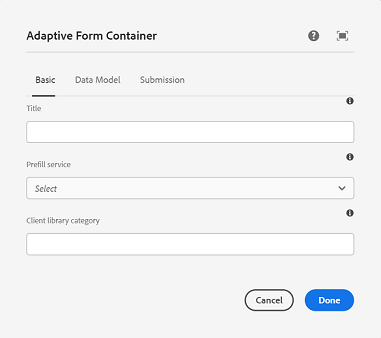 Adaptive Form Container
Basic Data Model Submission
Title
Prefill service
Select
Client library category
Cancel Done